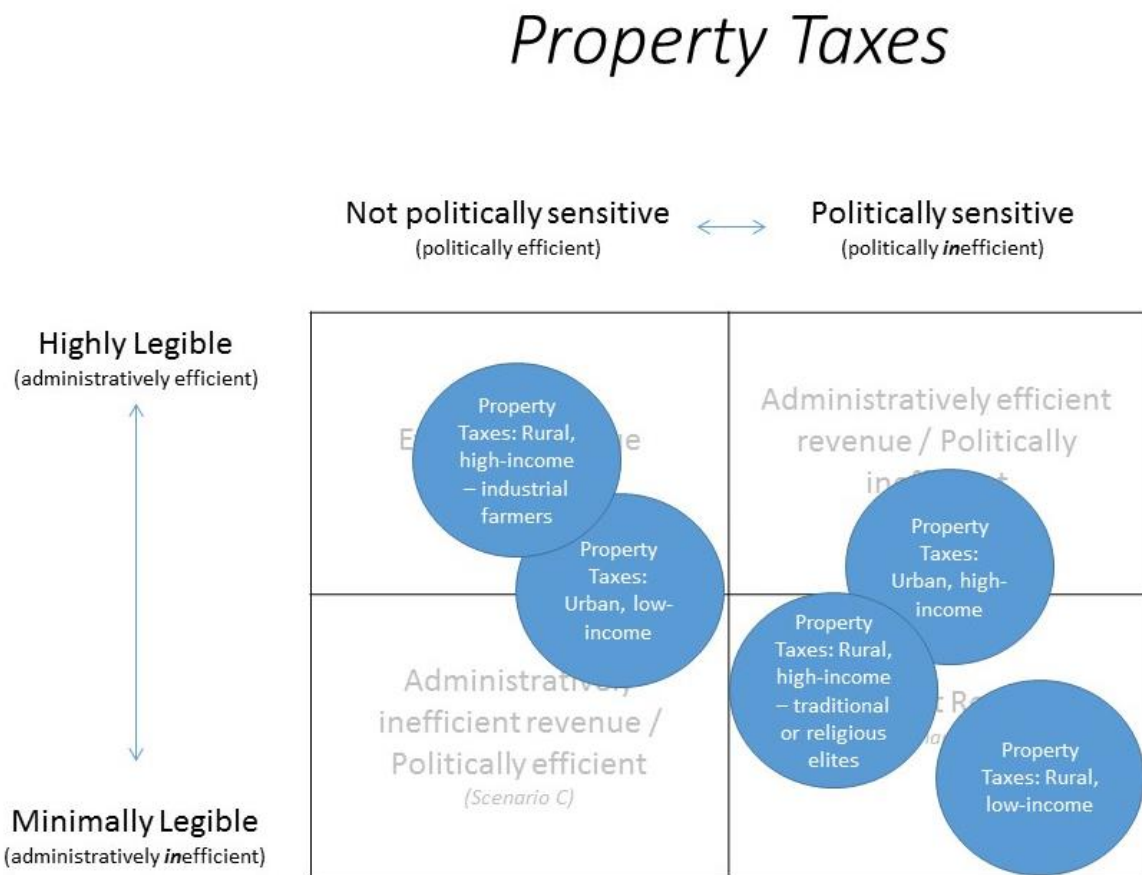 Property Taxes
Not politically sensitive
(politically efficient)
Politically sensitive
(politically inefficient)
Highly Legible
(administratively efficient)
Property
Taxes: Rural,
high-income
– industrial
farmers
Administratively efficient
revenue / Politically
Property
Taxes:
Urban, low-
income
Property
Taxes:
Urban, high-
income
Administratively
inefficient revenue /
Politically efficient
(Scenario C)
Property
Taxes: Rural,
high-income
– traditional
or religious
elites
Property
Taxes: Rural,
low-income
Minimally Legible
(administratively inefficient)